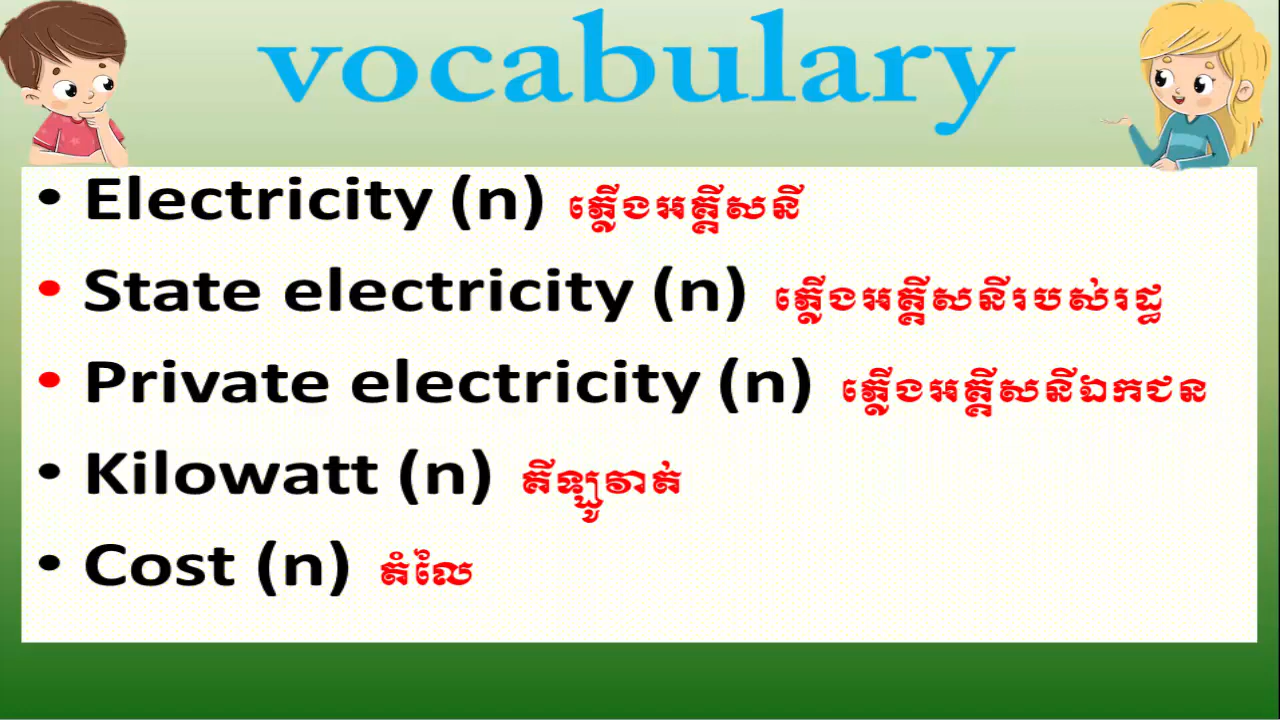 vocabulary
• Electricity (n) ភ្លើងអគ្គីសនី
• State electricity (n) ភ្លើងអគ្គីសនីរបស់រដ្ឋ
• Private electricity (n) ភ្លើងអគ្គីសនីឯកជន
• Kilowatt (n) គីឡូវាត់
• Cost (n) តំលៃ